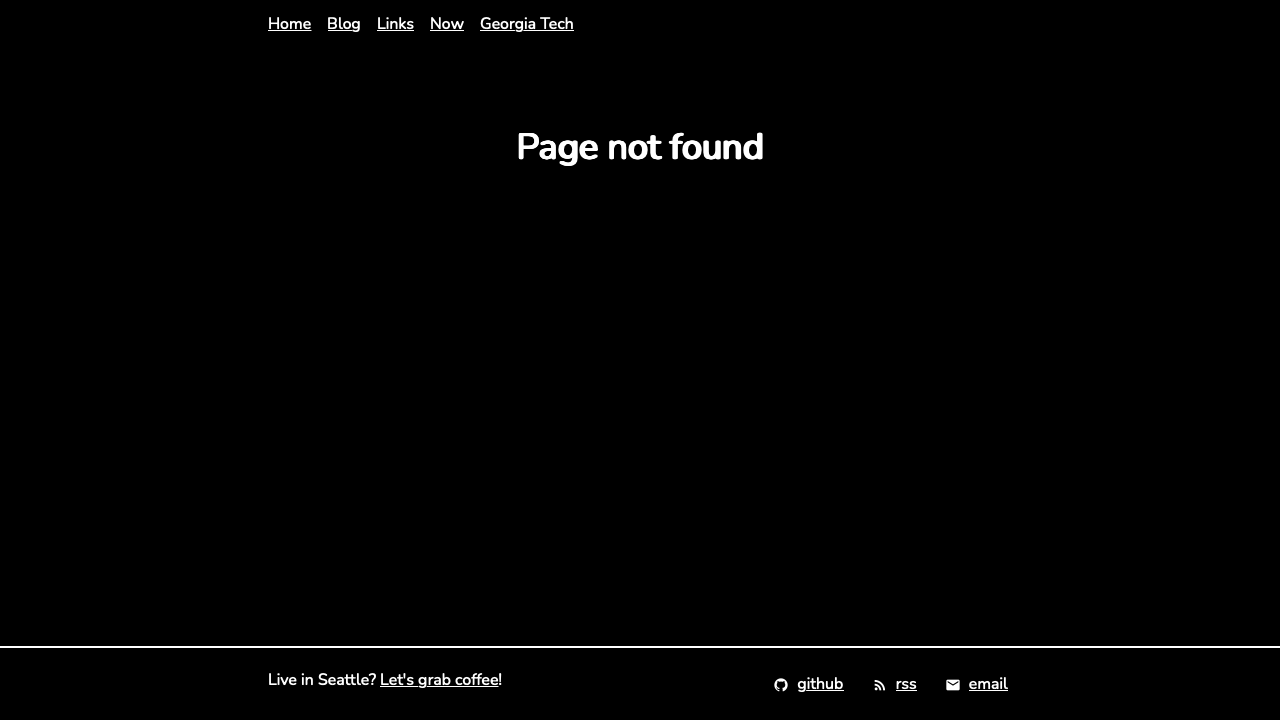 Home Blog Links Now Georgia Tech
Page not found
Live in Seattle? Let's grab coffee!
github rss email